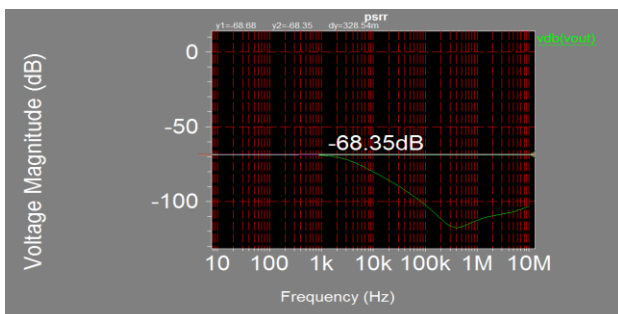 psrr
y1=-68.68 y2=-68.35 dy=328.54m
vdb(vout)
Voltage Magnitude (dB)
0
-50
-100
-68.35dB
10 100 1k 10k 100k 1M 10M
Frequency (Hz)